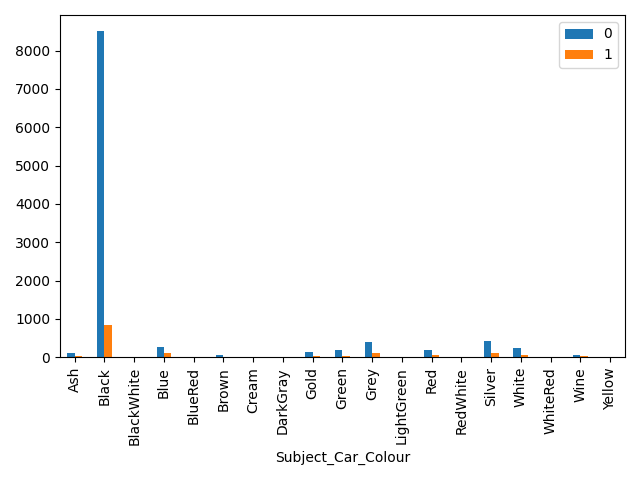 0
1
8000
7000
6000
5000
4000
3000
2000
1000
0
Ash
Black
BlackWhite
Blue
BlueRed
Brown
Cream
DarkGray
Gold
Green
Grey
LightGreen
Red
RedWhite
Silver
White
WhiteRed
Wine
Yellow
Subject_Car_Colour